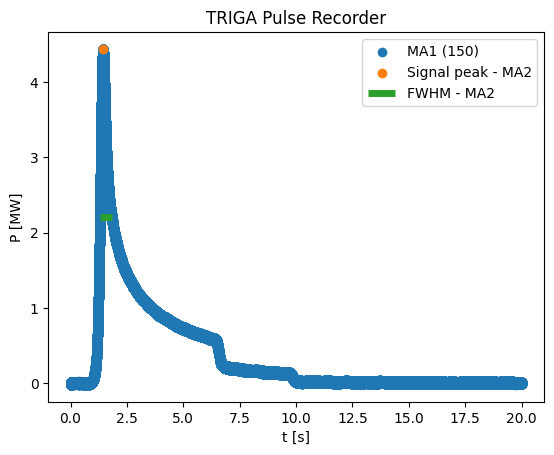 TRIGA Pulse Recorder
MA1 (150)
Signal peak - MA2
FWHM - MA2
P [MW]
4
3
2
1
0
0.0 2.5 5.0 7.5 10.0 12.5 15.0 17.5 20.0
t [s]